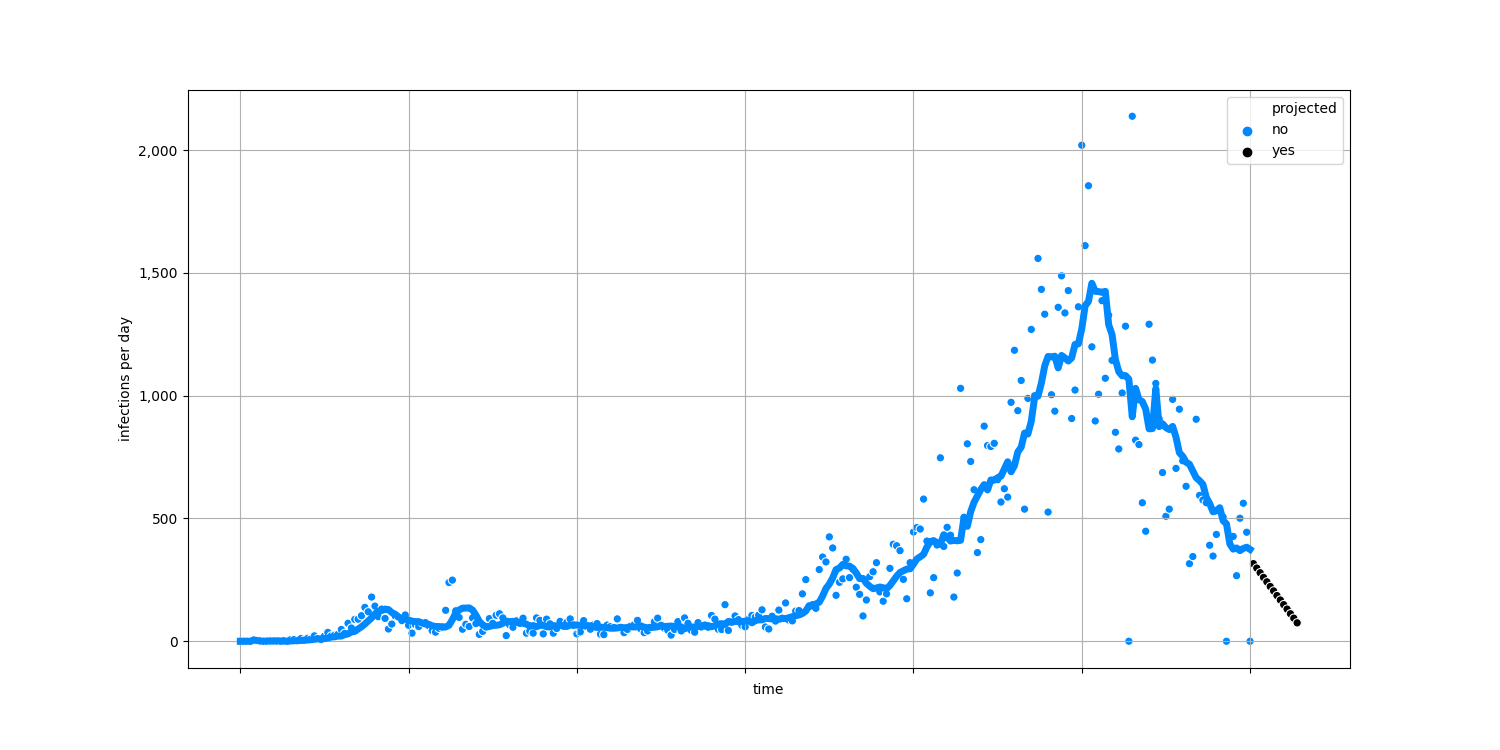 projected
no
yes
2,000
1,500
1,000
500
0
infections per day
time